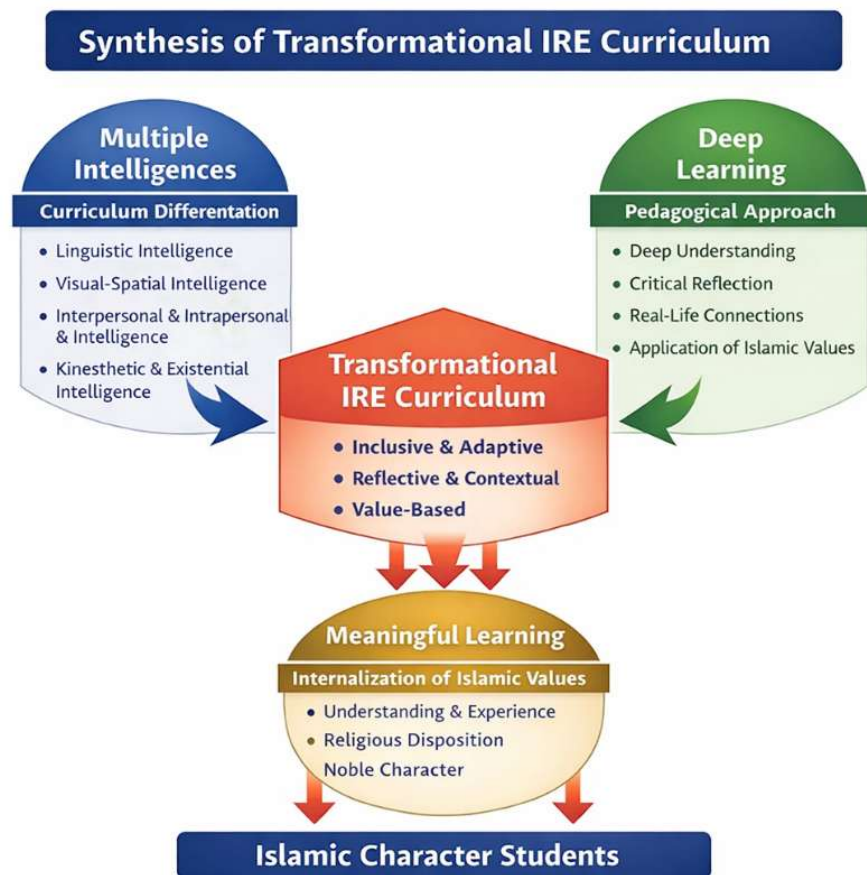 Synthesis of Transformational IRE Curriculum
Multiple
Intelligences
Curriculum Differentation
• Linguistic Intelligence
• Visual-Spatial Intelligence
• Interpersonal & Intrapersonal
& Intelligence
• Kinesthetic & Existential
Intelligence
Deep
Learning
Pedagogical Approach
• Deep Understanding
• Critical Reflection
• Real-Life Connections
• Application of Islamic Values
Transformational
IRE Curriculum
• Inclusive & Adaptive
• Reflective & Contextual
• Value-Based
Meaningful Learning
Internalization of Islamic Values
• Understanding & Experience
• Religious Disposition
Noble Character
Islamic Character Students